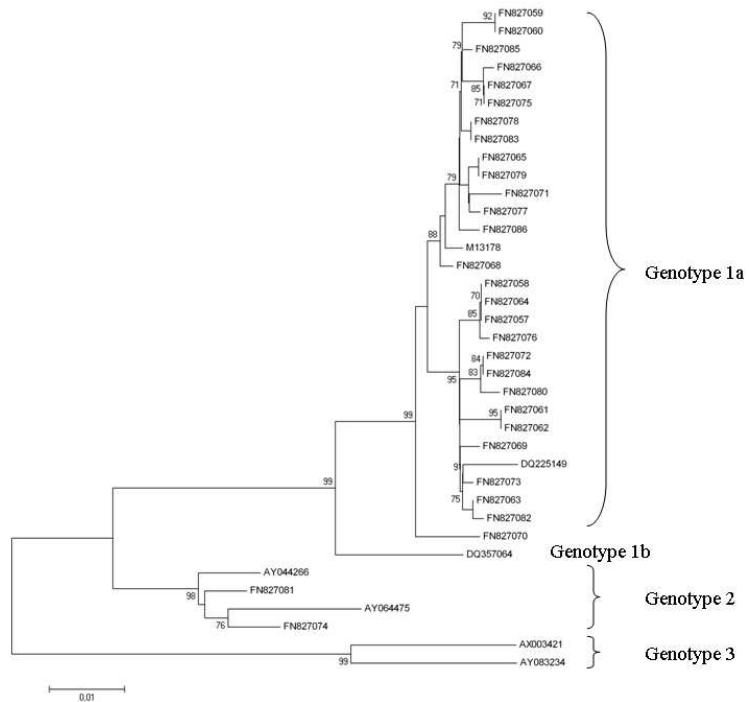 92
FN827059
FN827060
79
FN827085
FN827066
71
85
FN827067
71
FN827075
FN827078
FN827083
FN827065
79
FN827079
FN827071
FN827077
FN827086
88
M13178
FN827068
Genotype 1a
FN827058
70
FN827064
85
FN827057
FN827076
84
FN827072
83
FN827084
95
FN827080
95
FN827061
FN827062
99
FN827069
91
DQ225149
FN827073
75
FN827063
FN827082
99
FN827070
DQ357064
Genotype 1b
AY044266
98
FN827081
Genotype 2
AY064475
76
FN827074
AX003421
Genotype 3
99
AY083234
0,01